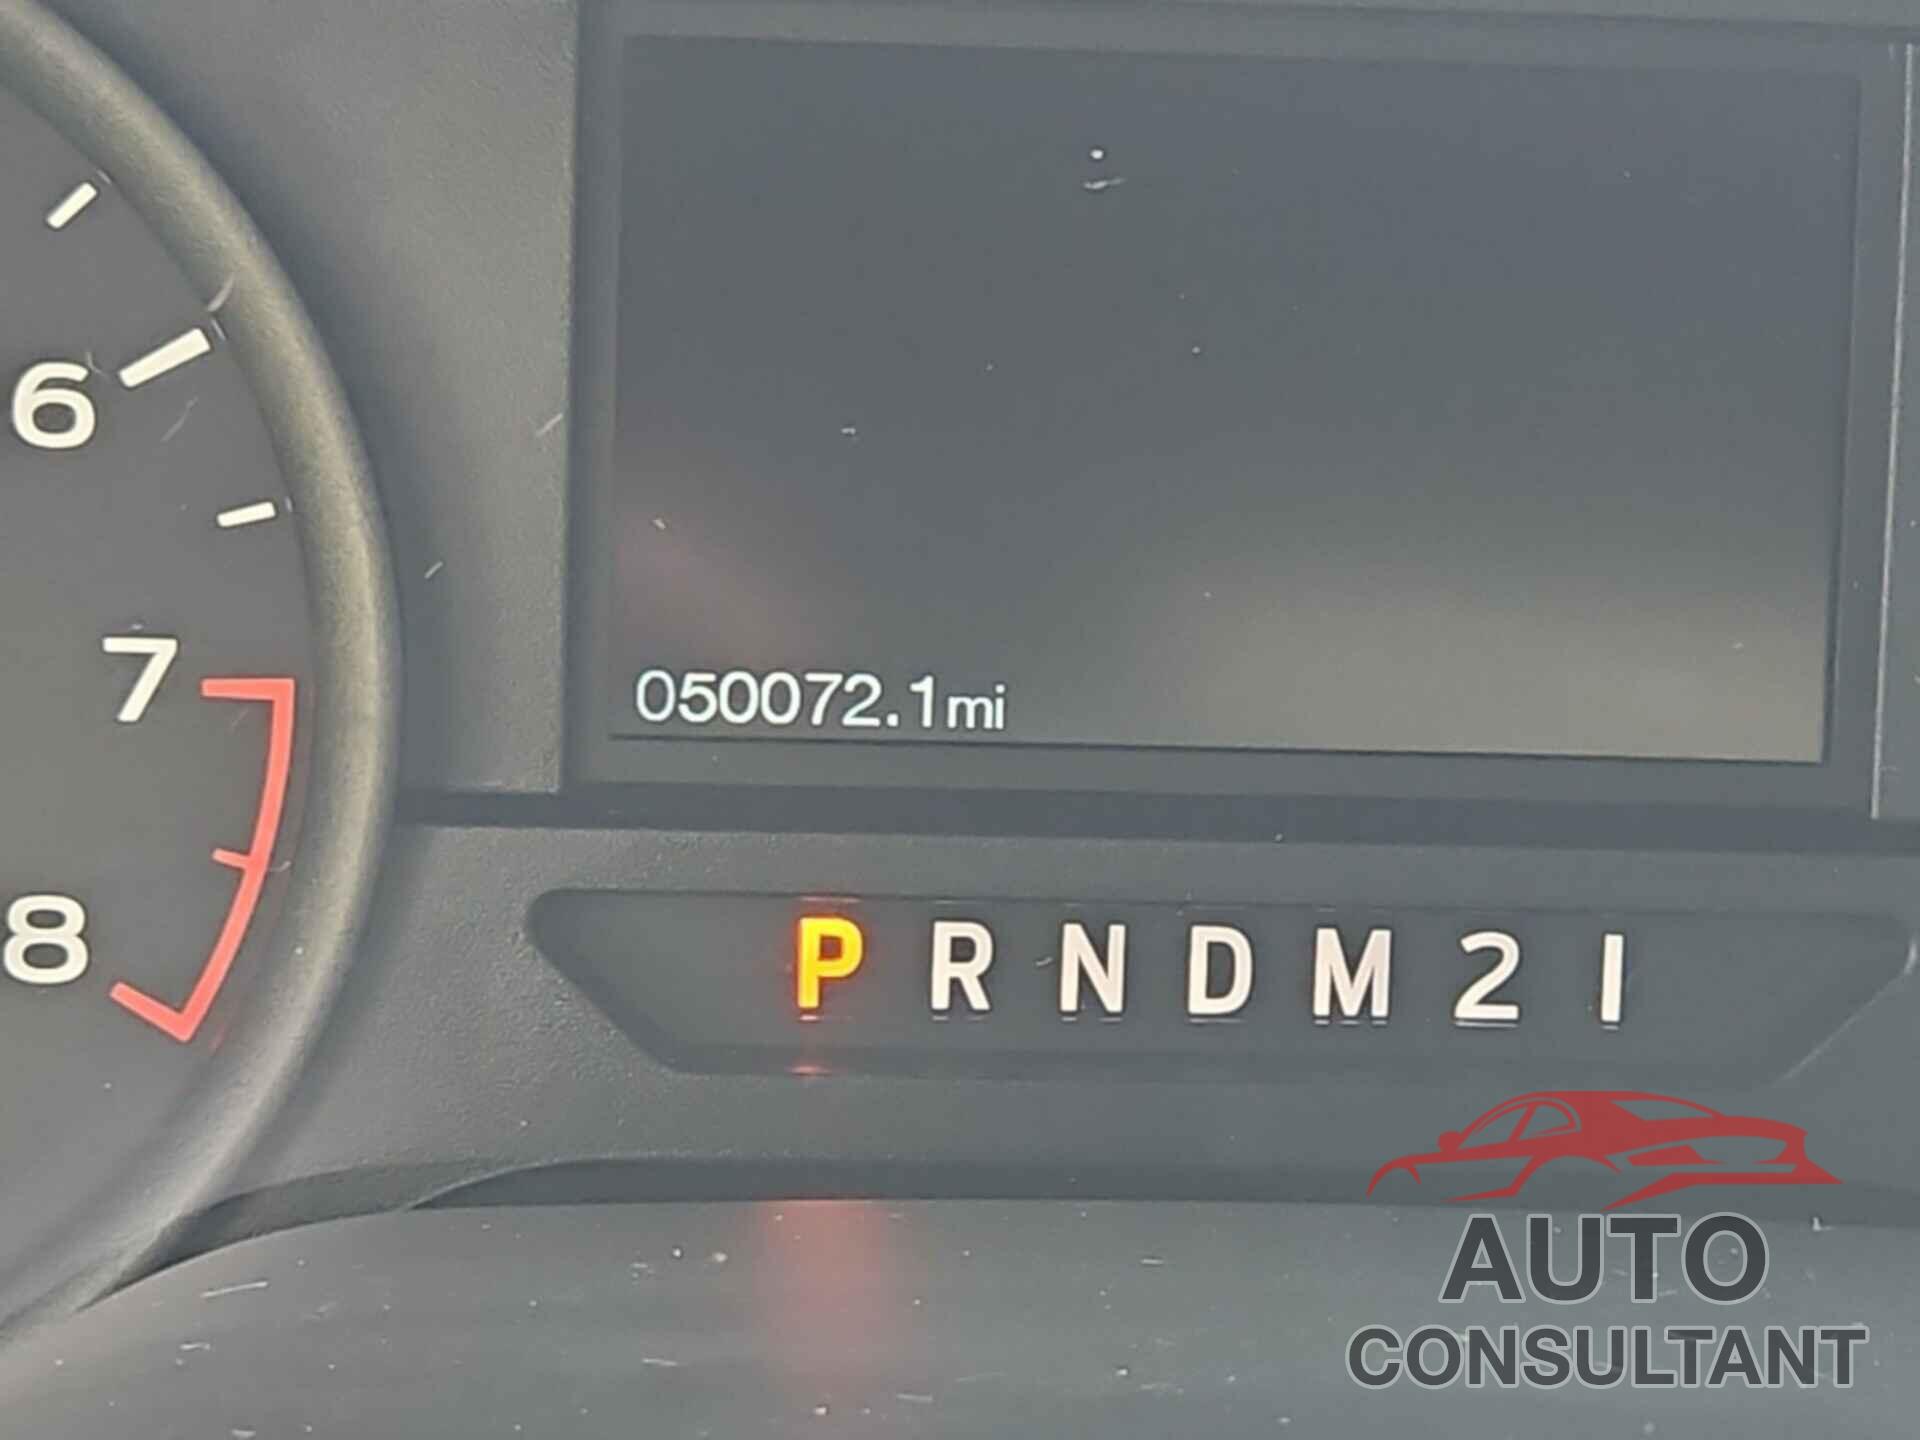 6
7
8
050072.1mi
P R N D M 2 1
AUTO
CONSULTANT